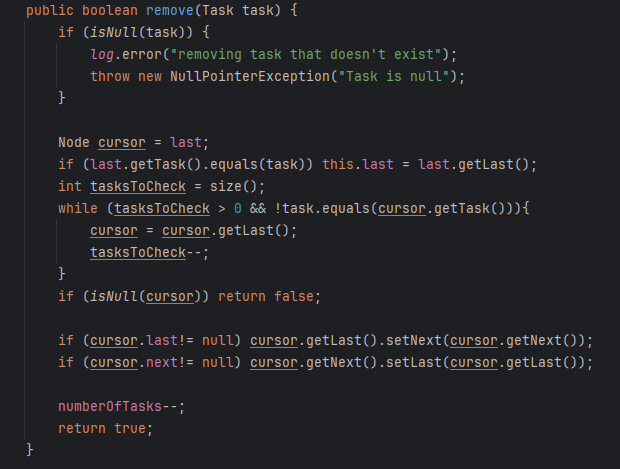 public boolean remove(Task task) {
    if (isNull(task)) {
        log.error("removing task that doesn't exist");
        throw new NullPointerException("Task is null");
    }

    Node cursor = last;
    if (last.getTask().equals(task)) this.last = last.getLast();
    int tasksToCheck = size();
    while (tasksToCheck > 0 && !task.equals(cursor.getTask())){
        cursor = cursor.getLast();
        tasksToCheck--;
    }
    if (isNull(cursor)) return false;

    if (cursor.last!= null) cursor.getLast().setNext(cursor.getNext());
    if (cursor.next!= null) cursor.getNext().setLast(cursor.getLast());

    numberOfTasks--;
    return true;
}